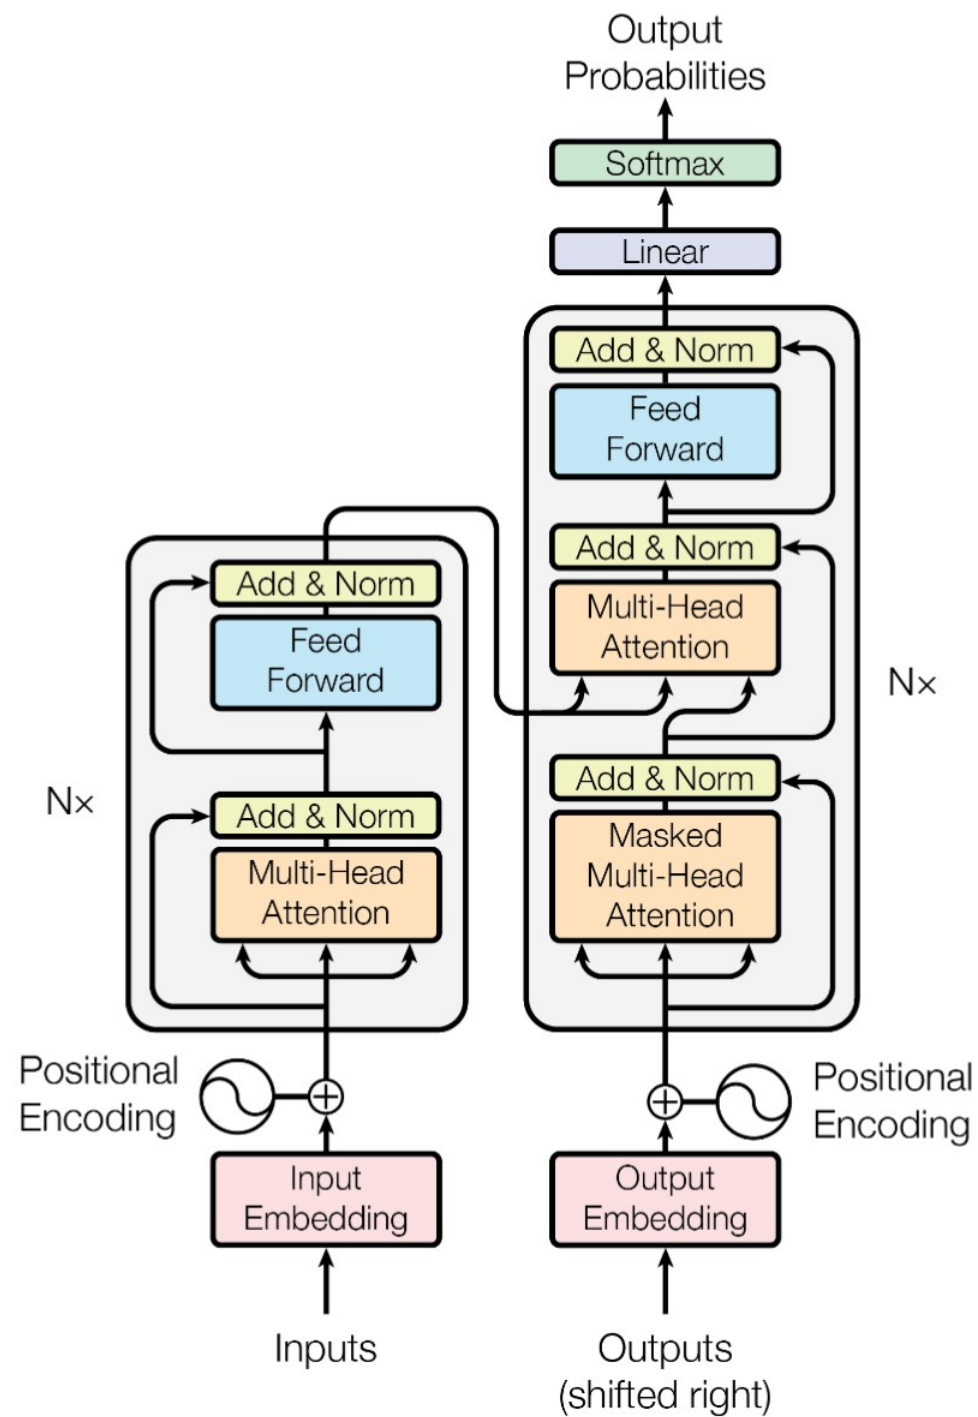 Output
Probabilities
Softmax
Linear
Add & Norm
Feed
Forward
Add & Norm
Multi-Head
Attention
N×
Add & Norm
Masked
Multi-Head
Attention
Add & Norm
Feed
Forward
N×
Add & Norm
Multi-Head
Attention
Positional
Encoding
Positional
Encoding
Input
Embedding
Output
Embedding
Inputs
Outputs
(shifted right)